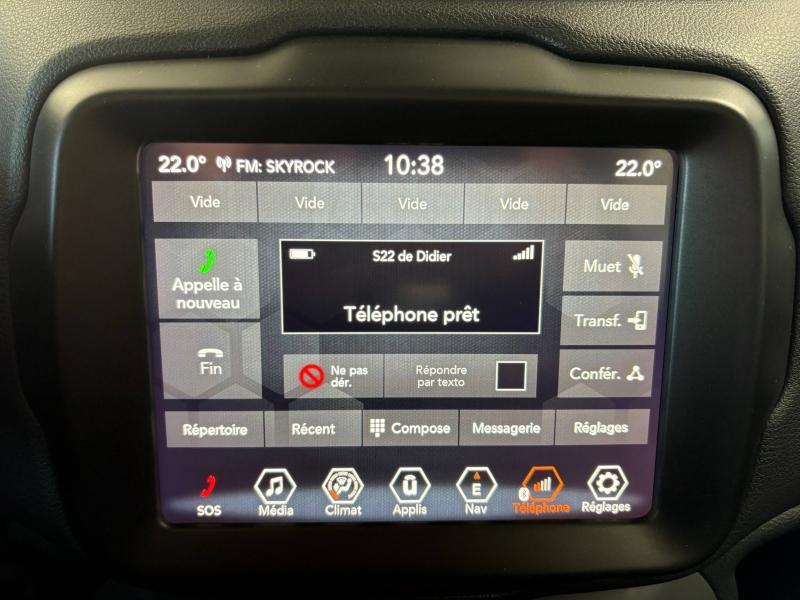 22.0° FM: SKYROCK 10:38 22.0°
Vide Vide Vide Vide Vide
Appelle à
nouveau
S22 de Didier
Téléphone prêt
Muet
Transf.
Fin
Ne pas
dér.
Répondre
par texto
Confér.
Répertoire Récent Compose Messagerie Réglages
E
SOS Média Climat Applis Nav Téléphone Réglages